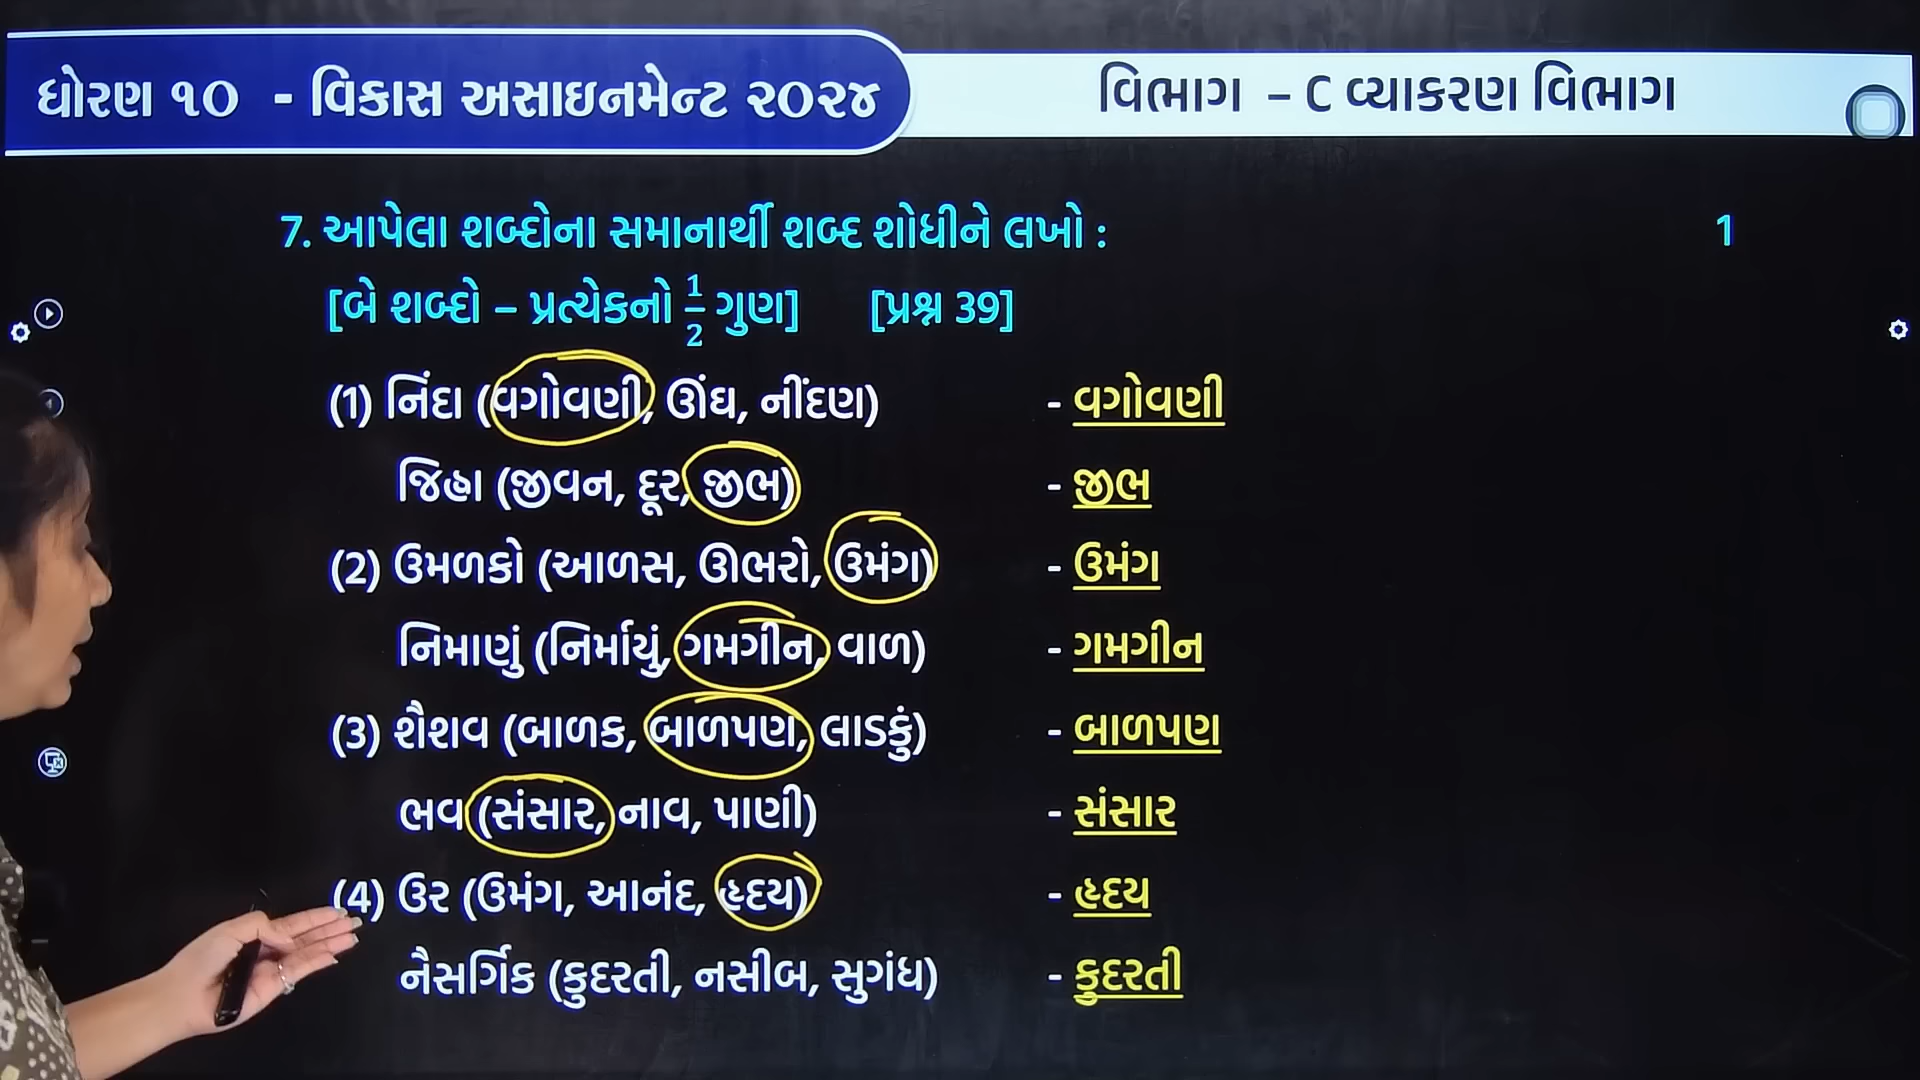 ધોરણ ૧૦ - વિકાસ અસાઇનમેન્ટ ૨૦૨૪
વિભાગ – C વ્યાકરણ વિભાગ
7. આપેલા શબ્દોના સમાનાર્થી શબ્દ શોધીને લખો : 1
[બે શબ્દો – પ્રત્યેકનો 1/2 ગુણ] [પ્રશ્ન 39]
(1) નિંદા (વગોવણી, ઊંઘ, નીંદણ) - વગોવણી
જિહ્વા (જીવન, દૂર, જીભ) - જીભ
(2) ઉમળકો (આળસ, ઊભરો, ઉમંગ) - ઉમંગ
નિમાણું (નિર્માયું, ગમગીન, વાળ) - ગમગીન
(3) શૈશવ (બાળક, બાળપણ, લાડકું) - બાળપણ
ભવ (સંસાર, નાવ, પાણી) - સંસાર
(4) ઉર (ઉમંગ, આનંદ, હૃદય) - હૃદય
નૈસર્ગિક (કુદરતી, નસીબ, સુગંધ) - કુદરતી